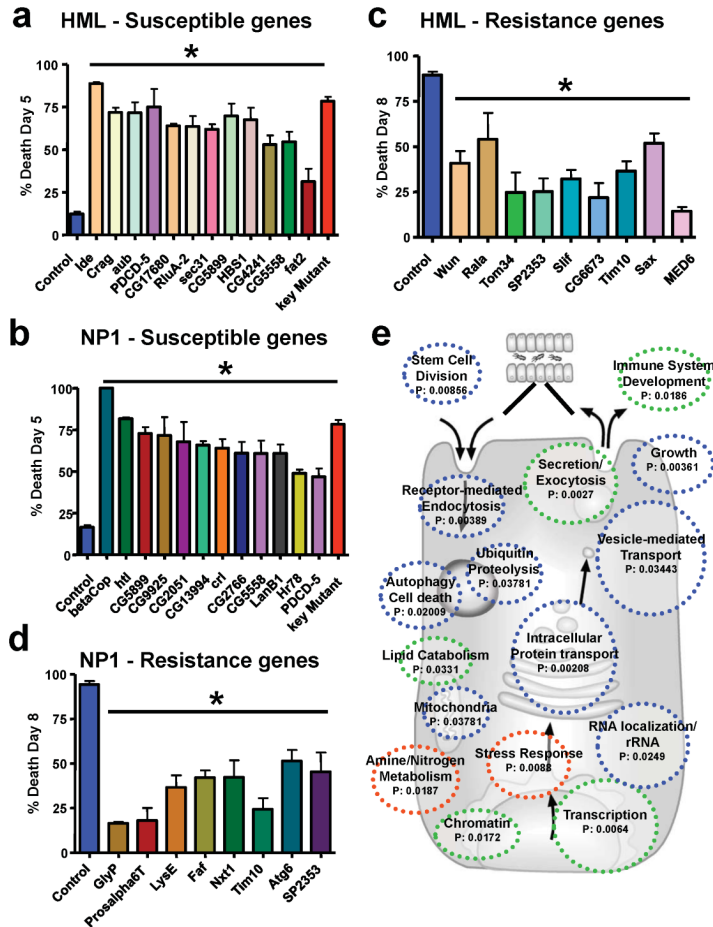 a
HML - Susceptible genes
*
% Death Day 5
100
75
50
25
0
Control
Ide
Crag
aub
PDCD-5
CG17680
RluA-2
sec31
CG5899
HBS1
CG4241
CG5558
fat2
key Mutant
c
HML - Resistance genes
*
% Death Day 8
100
75
50
25
0
Control
Wun
Rala
Tom34
SP2353
Slif
CG6673
Tim10
Sax
MED6
b
NP1 - Susceptible genes
*
% Death Day 5
100
75
50
25
0
Control
betaCop
htl
CG5899
CG9925
CG2051
CG13994
crl
CG2766
CG5558
LanB1
Hr78
PDCD-5
key Mutant
d
NP1 - Resistance genes
*
% Death Day 8
100
75
50
25
0
Control
GlyP
Prosalpha6T
LysE
Faf
Nxt1
Tim10
Atg6
SP2353
e
Stem Cell
Division
P: 0.00856
Immune System
Development
P: 0.0186
Secretion/
Exocytosis
P: 0.0027
Growth
P: 0.00361
Receptor-mediated
Endocytosis
P: 0.00389
Vesicle-mediated
Transport
P: 0.03443
Ubiquitin
Proteolysis
P: 0.03781
Autophagy
Cell death
P: 0.02009
Intracellular
Protein transport
P: 0.00208
Lipid Catabolism
P: 0.0331
Mitochondria
P: 0.03781
RNA localization/
rRNA
P: 0.0249
Amine/Nitrogen
Metabolism
P: 0.0187
Stress Response
P: 0.0088
Chromatin
P: 0.0172
Transcription
P: 0.0064